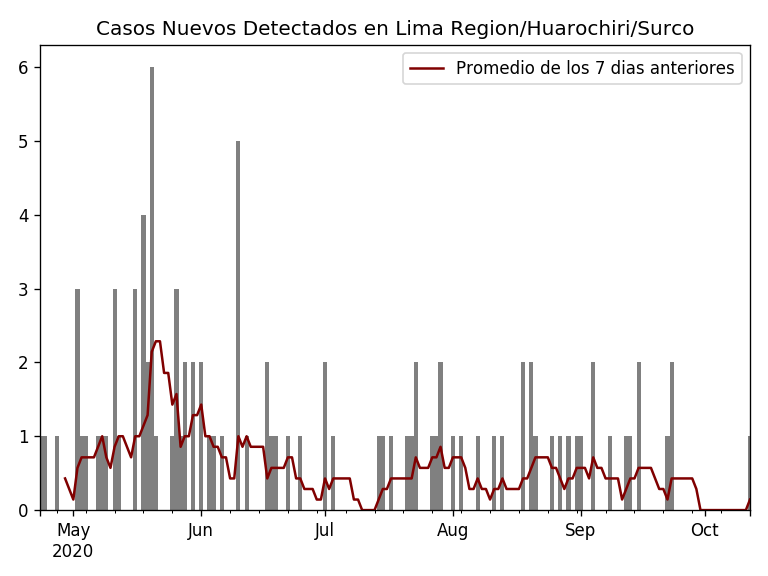 Casos Nuevos Detectados en Lima Region/Huarochiri/Surco
Promedio de los 7 dias anteriores
6
5
4
3
2
1
0
May Jun Jul Aug Sep Oct
2020